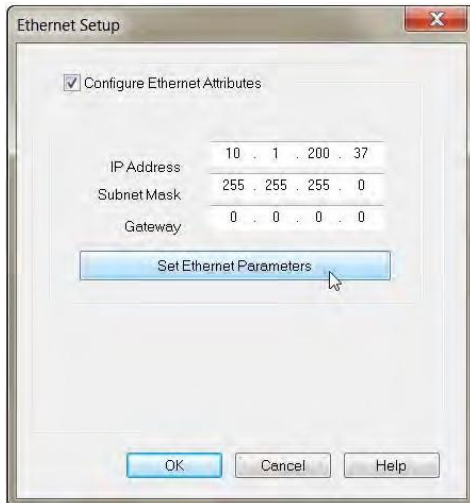 Ethernet Setup
Configure Ethernet Attributes
IP Address 10 . 1 . 200 . 37
Subnet Mask 255 . 255 . 255 . 0
Gateway 0 . 0 . 0 . 0
Set Ethernet Parameters
OK Cancel Help